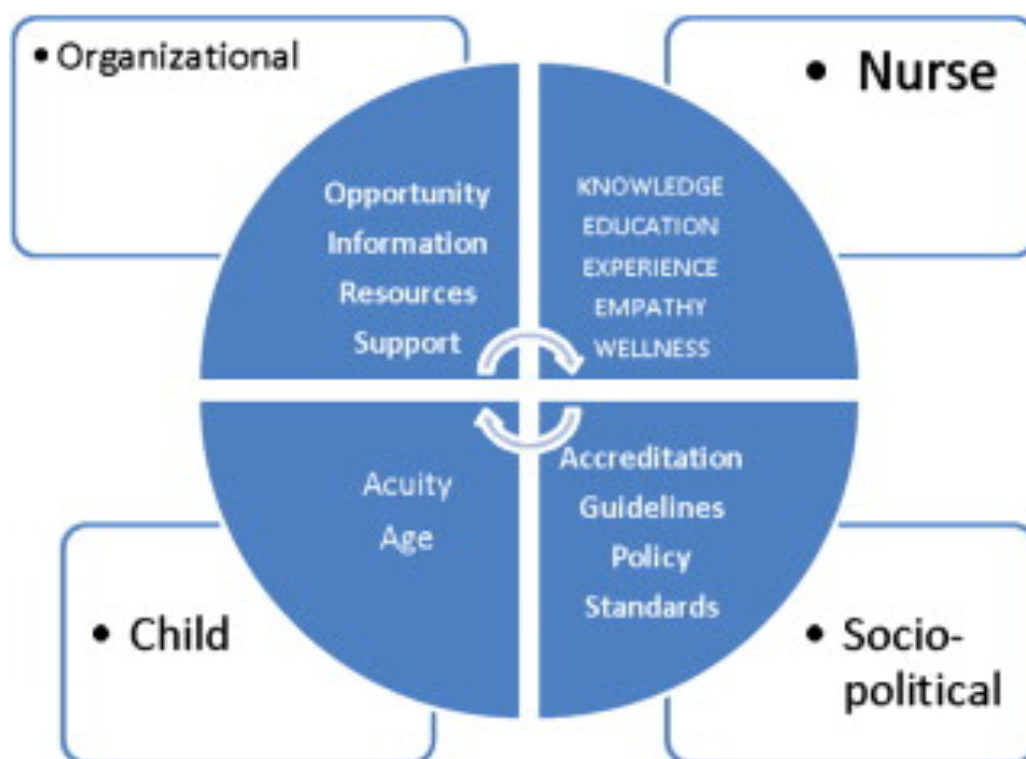 • Organizational
Opportunity
Information
Resources
Support
• Nurse
KNOWLEDGE
EDUCATION
EXPERIENCE
EMPATHY
WELLNESS
Acuity
Age
• Child
Accreditation
Guidelines
Policy
Standards
• Socio-
political